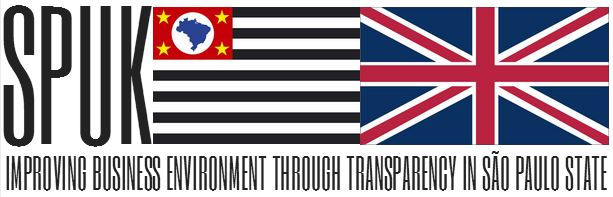 SPUK
IMPROVING BUSINESS ENVIRONMENT THROUGH TRANSPARENCY IN SÃO PAULO STATE